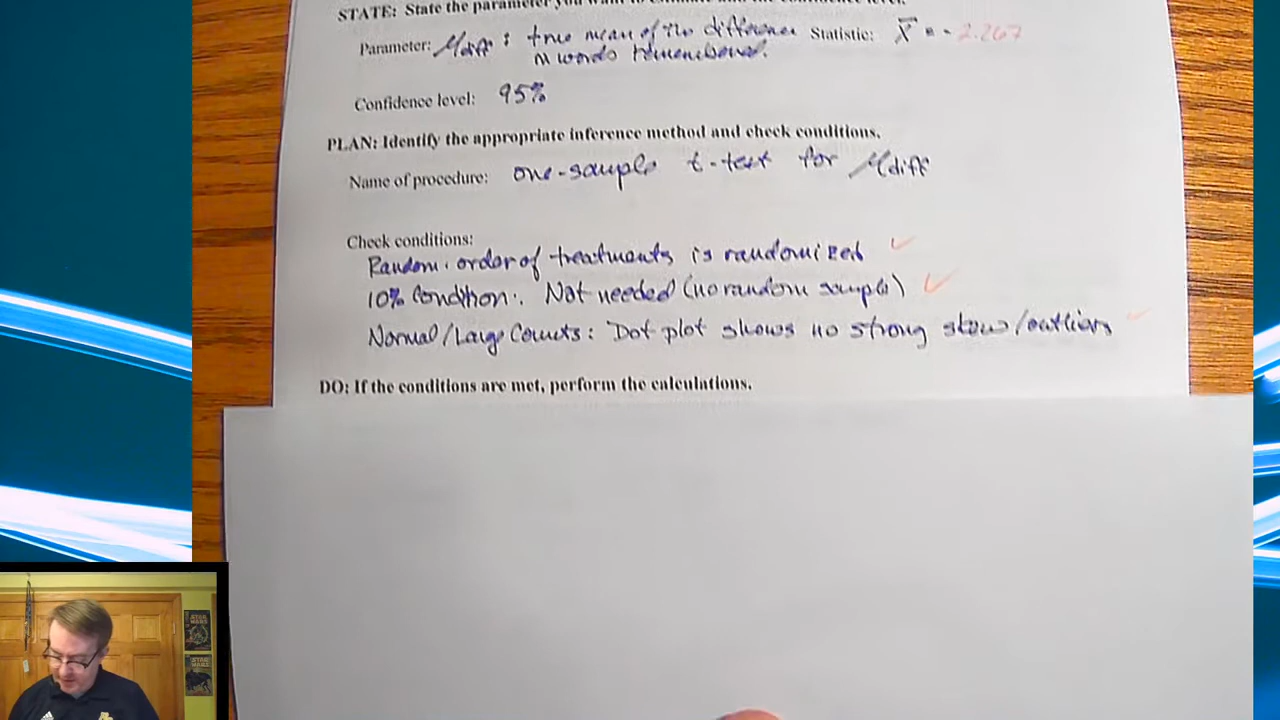 STATE: State the parameter you want to estimate and the confidence level.
Parameter: μdiff : true mean of the difference Statistic: x̄ = -2.267
in words remembered.
Confidence level: 95%
PLAN: Identify the appropriate inference method and check conditions.
Name of procedure: one-sample t-test for μdiff
Check conditions:
Random: order of treatments is randomized ✓
10% Condition: Not needed (no random sample) ✓
Normal/Large Counts: Dot plot shows no strong skew/outliers ✓
DO: If the conditions are met, perform the calculations.
STAR WARS
STAR WARS